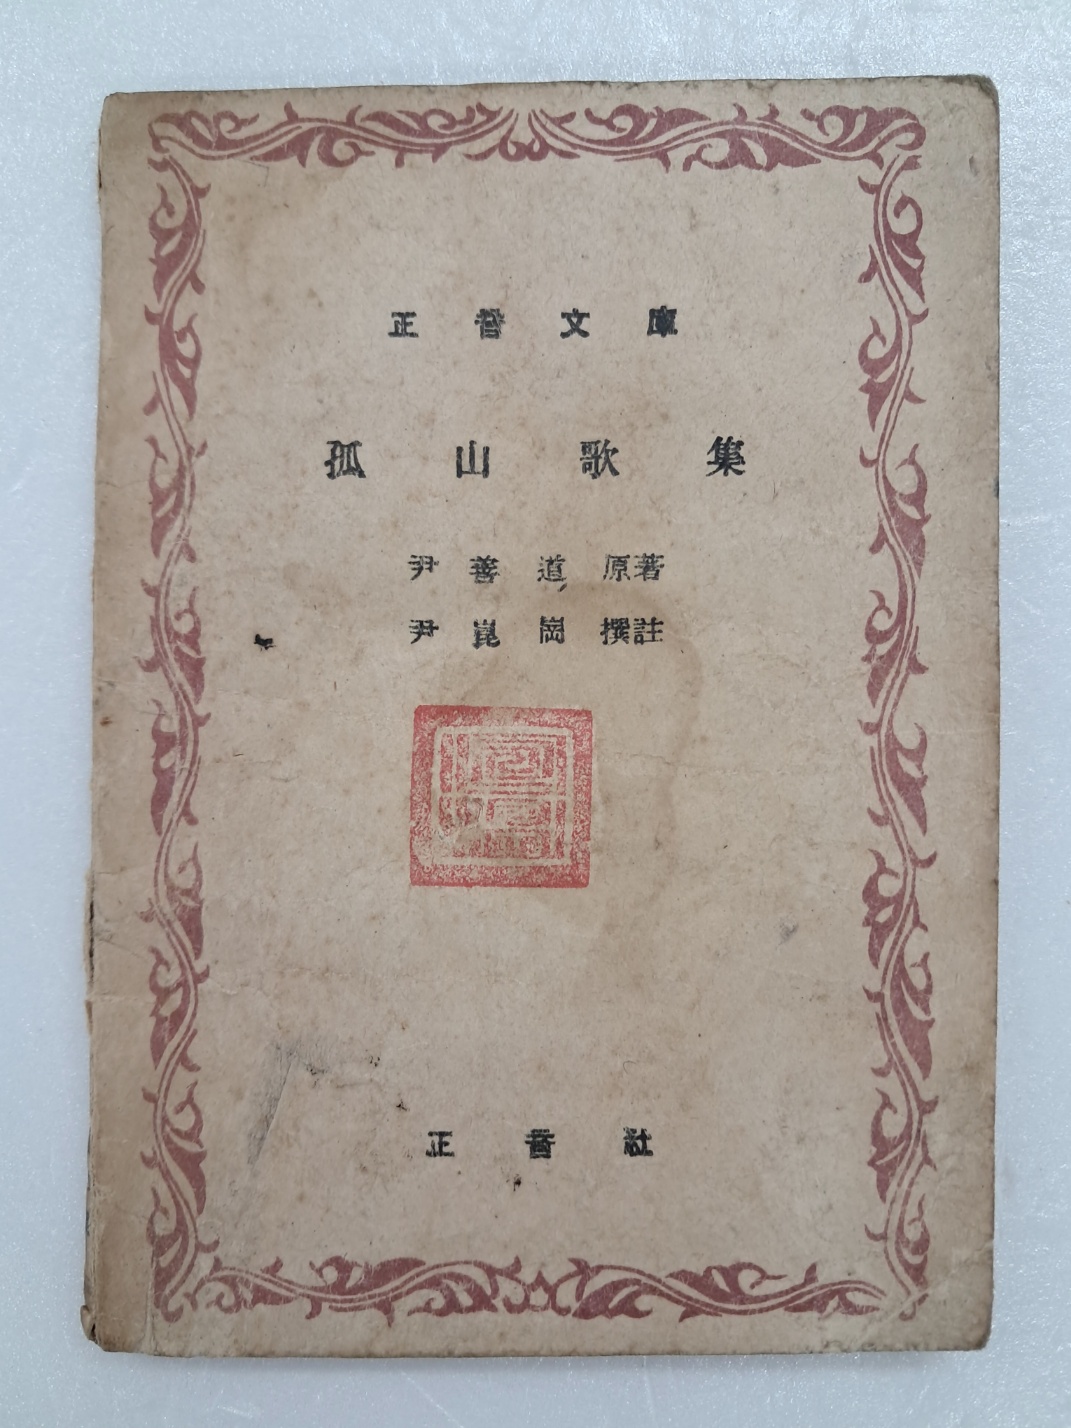 正音文庫
孤山歌集
尹善道 原著
尹崑崗 撰註
正音社